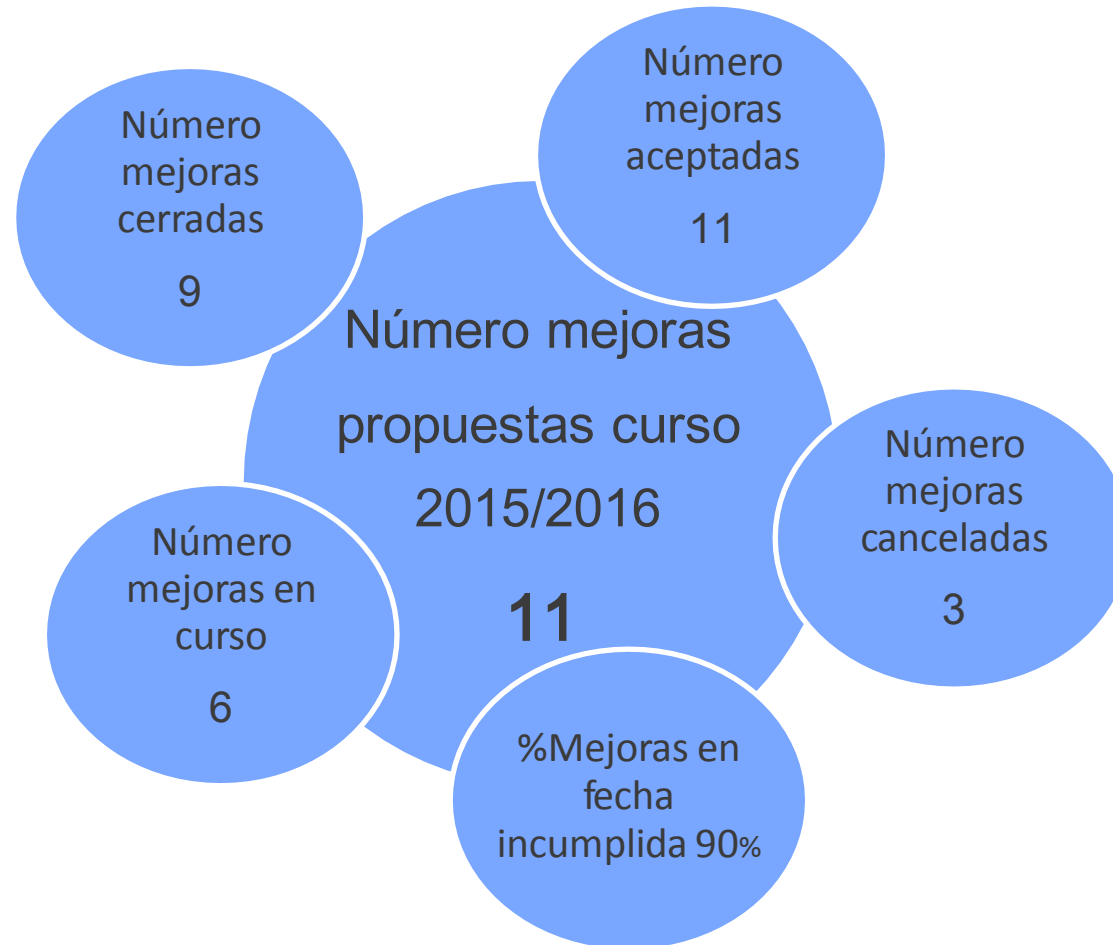 Número
mejoras
aceptadas
11
Número
mejoras
cerradas
9
Número mejoras
propuestas curso
2015/2016
11
Número
mejoras
canceladas
3
Número
mejoras en
curso
6
%Mejoras en
fecha
incumplida 90%